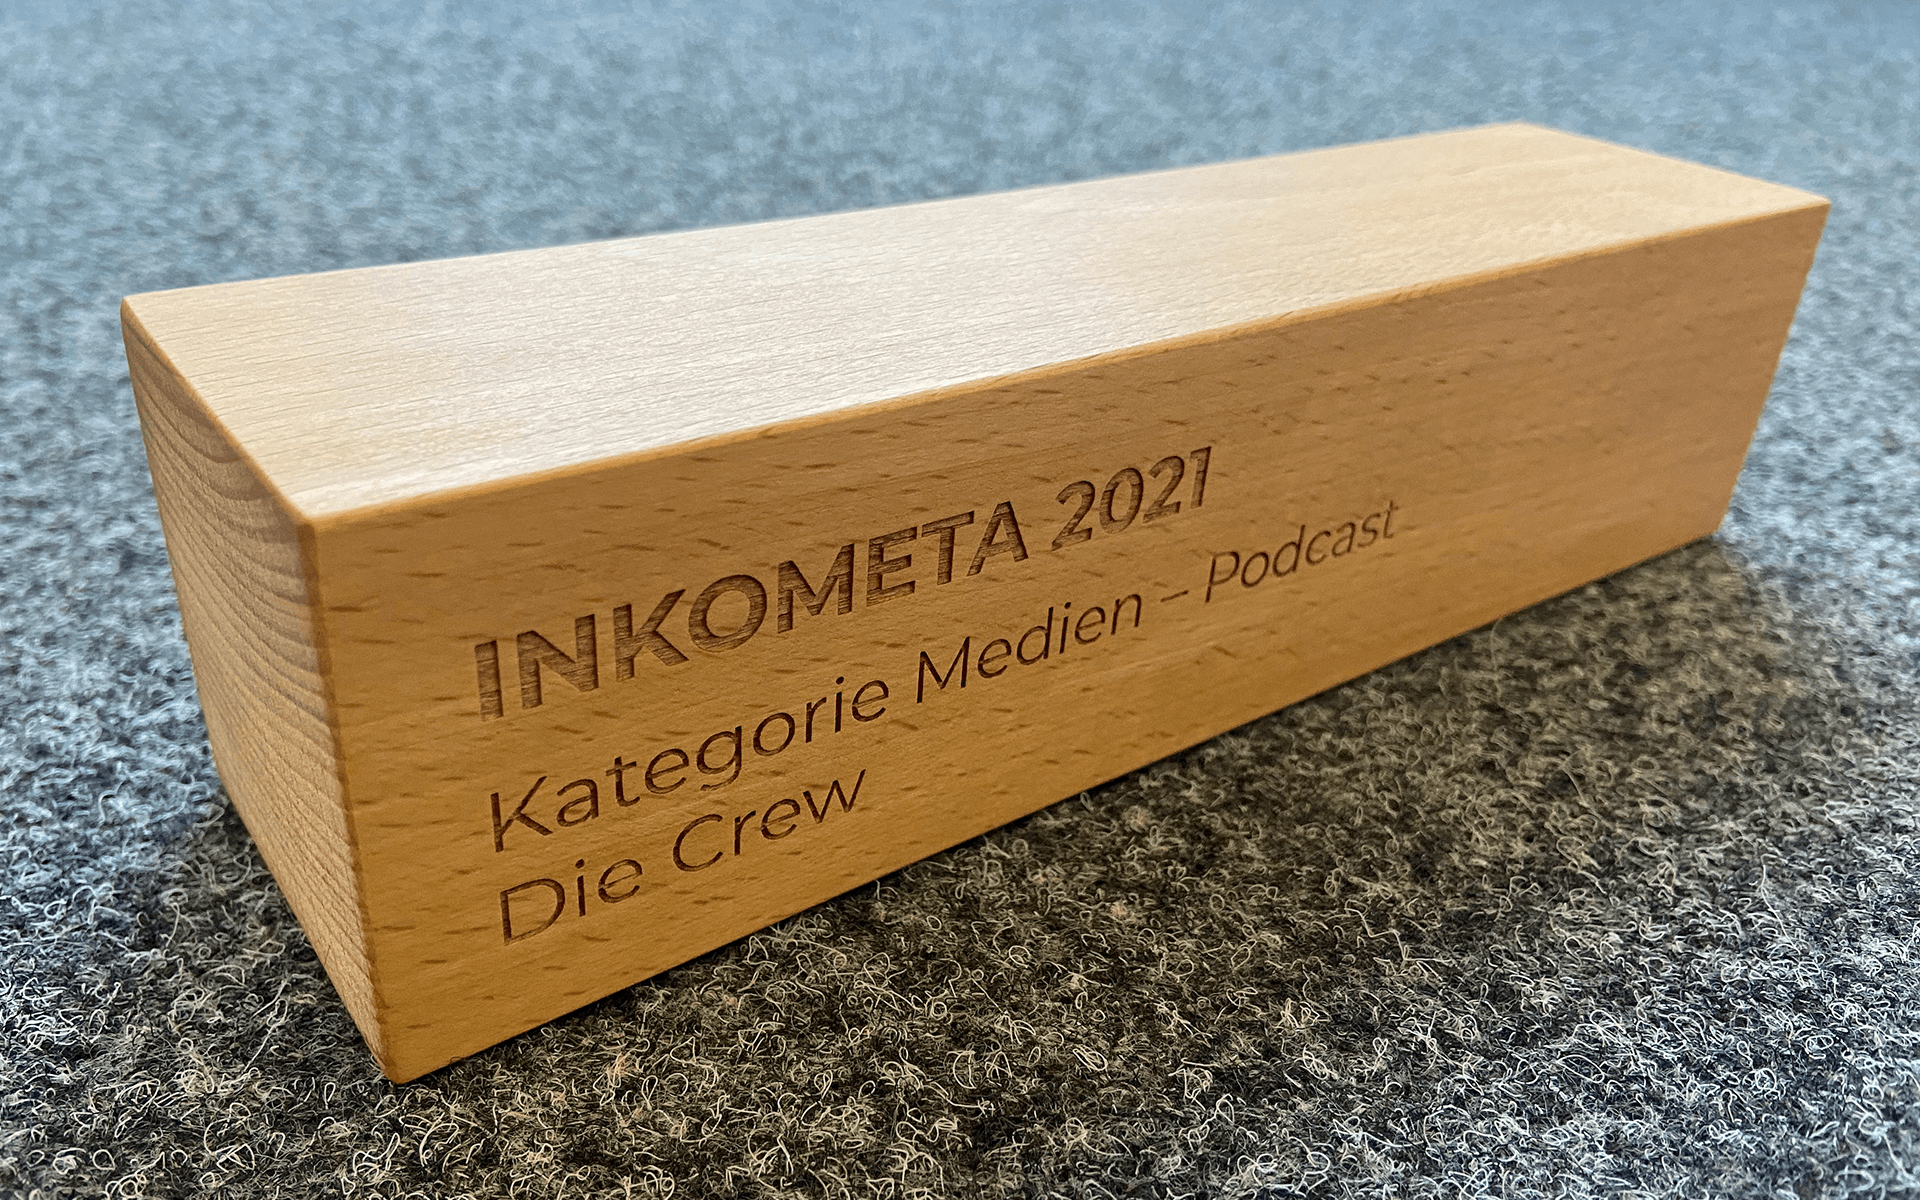 INKOMETA 2021
Kategorie Medien – Podcast
Die Crew